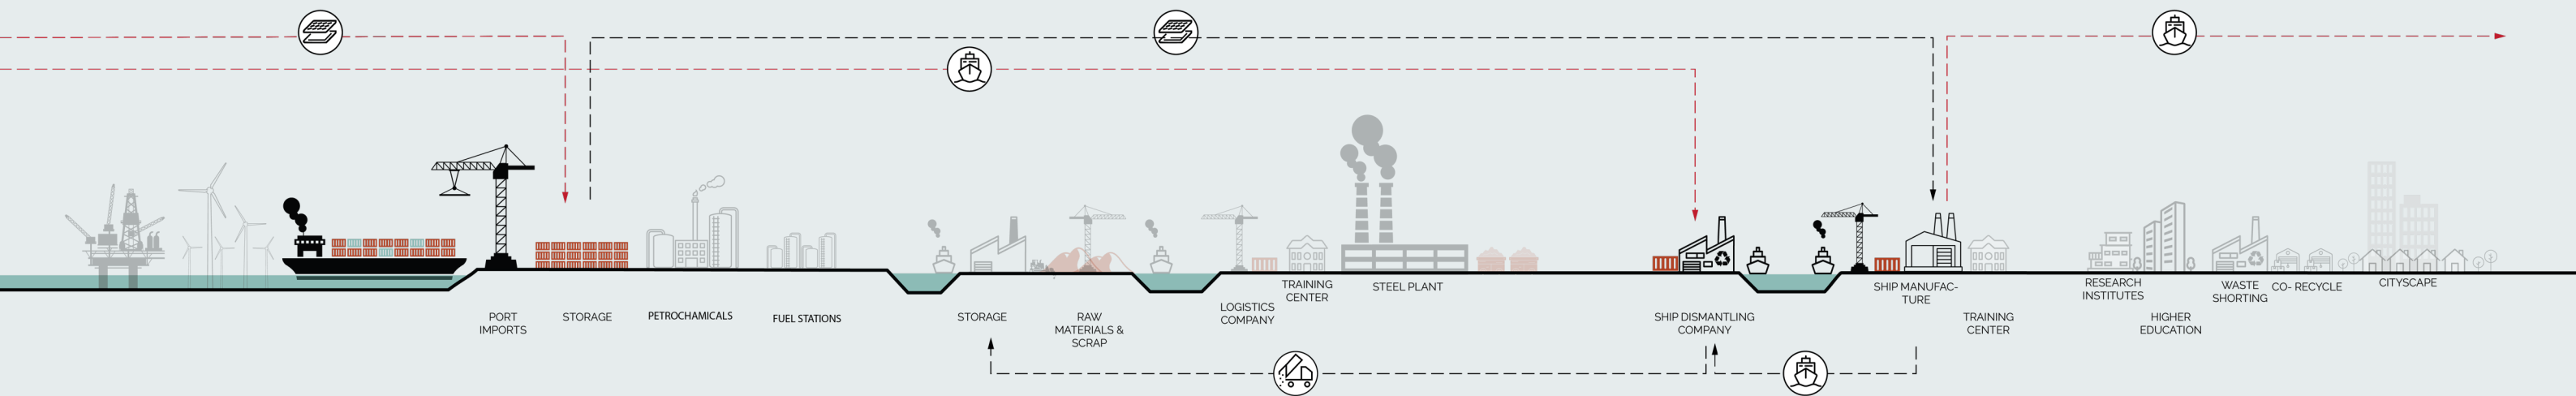 PORT
IMPORTS
STORAGE
PETROCHAMICALS
FUEL STATIONS
STORAGE
RAW
MATERIALS &
SCRAP
LOGISTICS
COMPANY
TRAINING
CENTER
STEEL PLANT
SHIP DISMANTLING
COMPANY
SHIP MANUFAC-
TURE
TRAINING
CENTER
RESEARCH
INSTITUTES
HIGHER
EDUCATION
WASTE
SHORTING
CO- RECYCLE
CITYSCAPE